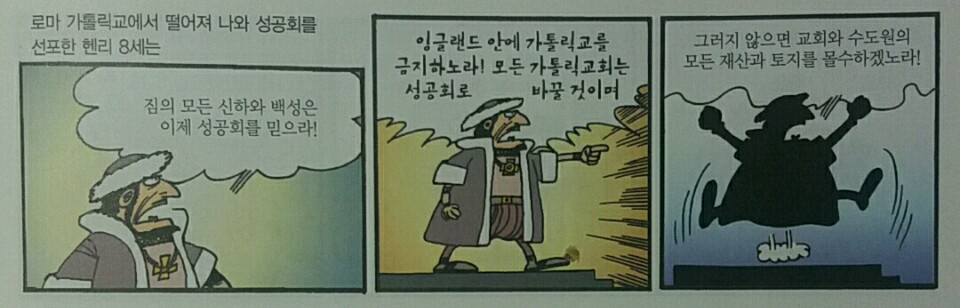 로마 가톨릭교에서 떨어져 나와 성공회를
선포한 헨리 8세는
짐의 모든 신하와 백성은
이제 성공회를 믿으라!
잉글랜드 안에 가톨릭교를
금지하노라! 모든 가톨릭교회는
성공회로 바꿀 것이며
그러지 않으면 교회와 수도원의
모든 재산과 토지를 몰수하겠노라!